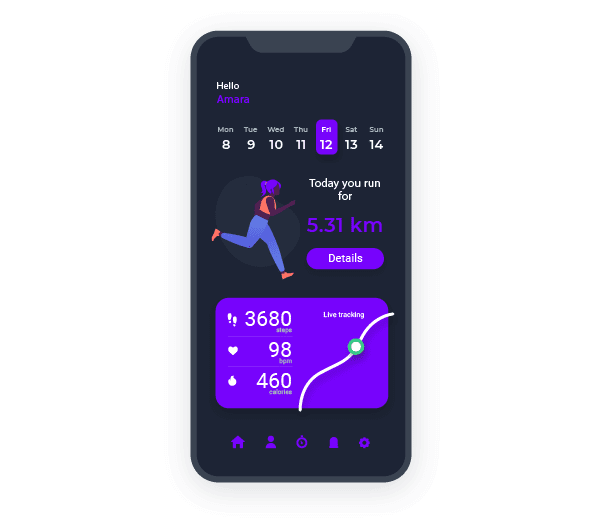 Hello
Amara
Mon Tue Wed Thu Fri Sat Sun
8 9 10 11 12 13 14
Today you run
for
5.31 km
Details
Live tracking
3680
steps
98
bpm
460
calories